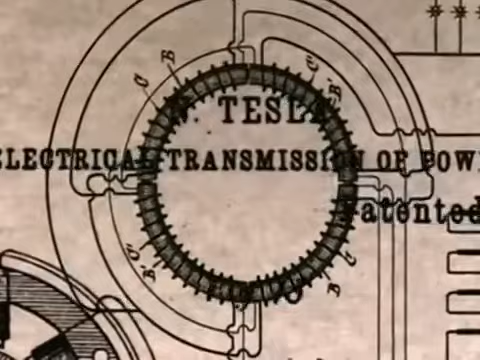 B
C
C'
B'
N. TESLA
ELECTRICAL TRANSMISSION OF POW
Patented
B'
C'
C
B